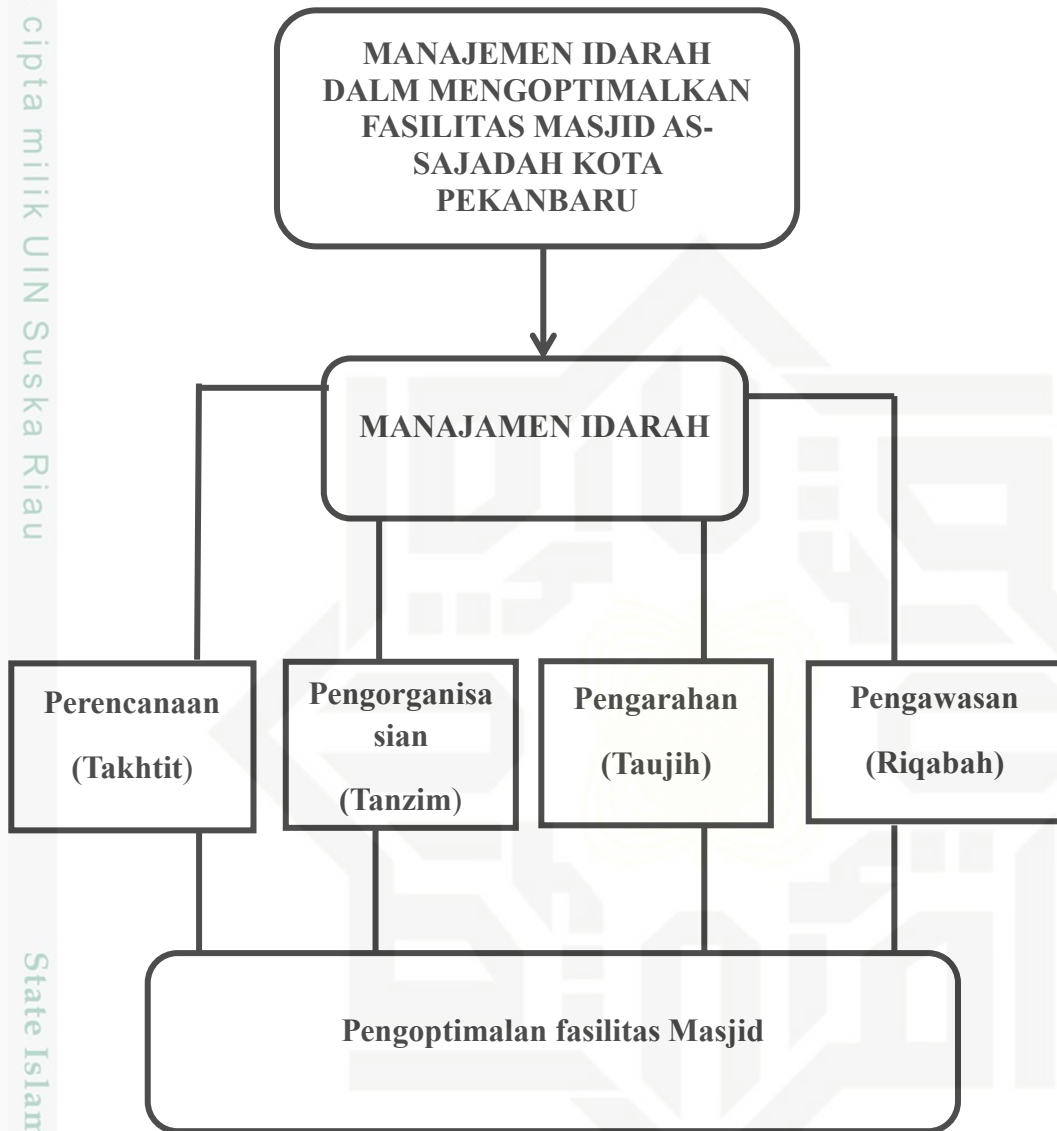 cipta milik UIN Suska Riau
State Islam
MANAJEMEN IDARAH
DALM MENGOPTIMALKAN
FASILITAS MASJID AS-
SAJADAH KOTA
PEKANBARU
MANAJAMEN IDARAH
Perencanaan
(Takhtit)
Pengorganisa
sian
(Tanzim)
Pengarahan
(Taujih)
Pengawasan
(Riqabah)
Pengoptimalan fasilitas Masjid